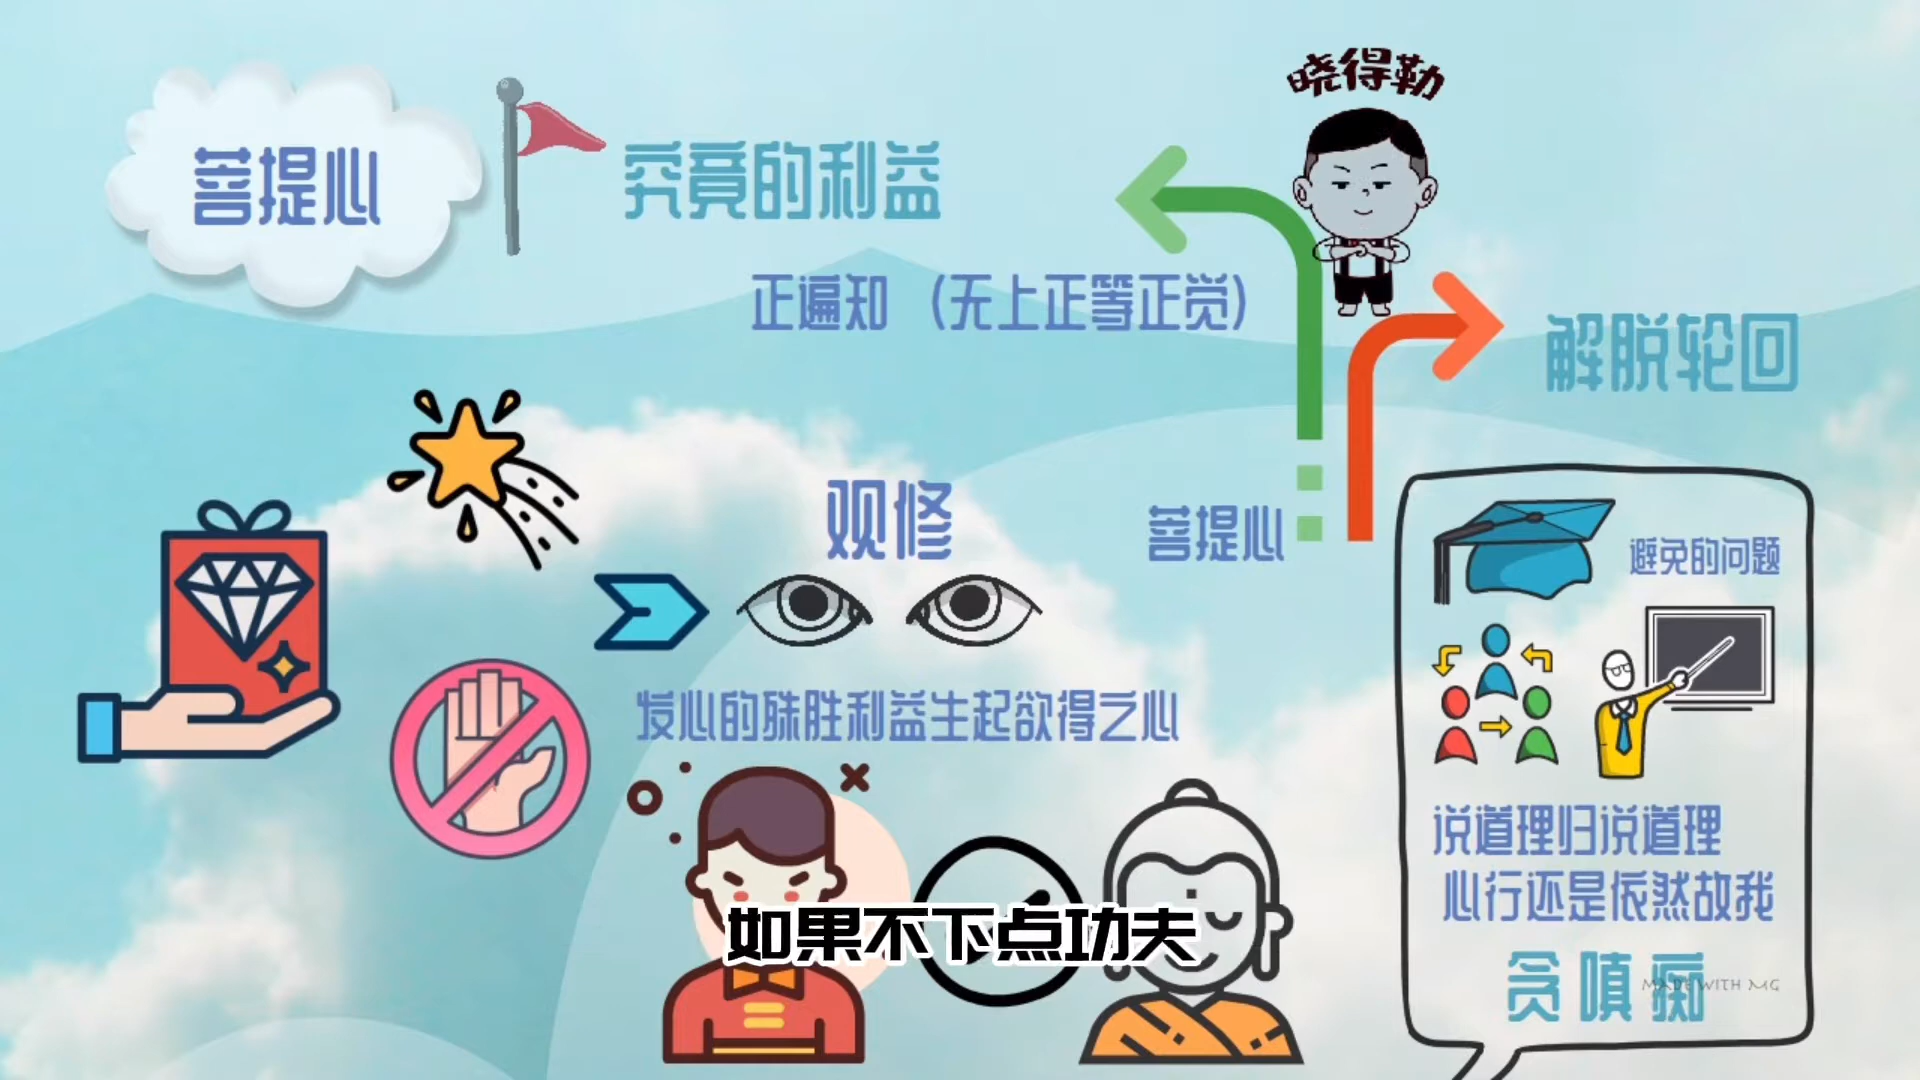 晓得勒
菩提心
究竟的利益
正遍知（无上正等正觉）
解脱轮回
观修
菩提心
避免的问题
发心的殊胜利益生起欲得之心
说道理归说道理
心行还是依然故我
如果不下点功夫
贪嗔痴
MADE WITH MG